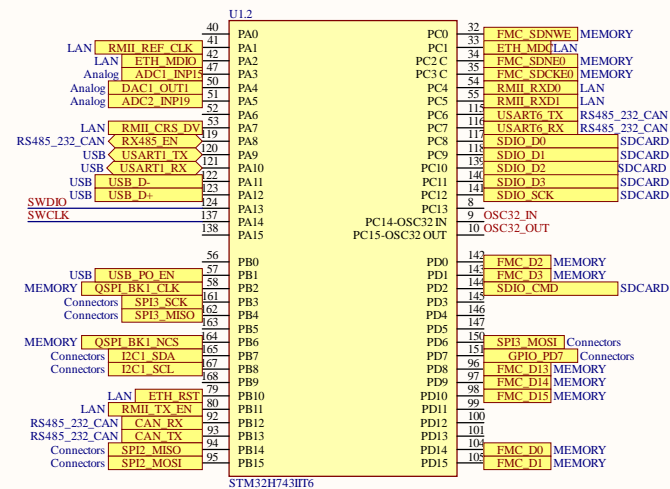 U1.2
40 PA0 PC0 32 FMC_SDNWE MEMORY
LAN RMII_REF_CLK 41 PA1 PC1 33 ETH_MDC LAN
LAN ETH_MDIO 42 PA2 PC2 C 34 FMC_SDNE0 MEMORY
Analog ADC1_INP15 47 PA3 PC3 C 35 FMC_SDCKE0 MEMORY
Analog DAC1_OUT1 50 PA4 PC4 54 RMII_RXD0 LAN
Analog ADC2_INP19 51 PA5 PC5 55 RMII_RXD1 LAN
52 PA6 PC6 115 USART6_TX RS485_232_CAN
LAN RMII_CRS_DV 53 PA7 PC7 116 USART6_RX RS485_232_CAN
RS485_232_CAN RX485_EN 119 PA8 PC8 117 SDIO_D0 SDCARD
USB USART1_TX 120 PA9 PC9 118 SDIO_D1 SDCARD
USB USART1_RX 121 PA10 PC10 139 SDIO_D2 SDCARD
USB USB_D- 122 PA11 PC11 140 SDIO_D3 SDCARD
USB USB_D+ 123 PA12 PC12 141 SDIO_SCK SDCARD
SWDIO 124 PA13 PC13 8
SWCLK 137 PA14 PC14-OSC32 IN 9 OSC32_IN
138 PA15 PC15-OSC32 OUT 10 OSC32_OUT
56 PB0 PD0 142 FMC_D2 MEMORY
USB USB_PO_EN 57 PB1 PD1 143 FMC_D3 MEMORY
MEMORY QSPI_BK1_CLK 58 PB2 PD2 144 SDIO_CMD SDCARD
Connectors SPI3_SCK 161 PB3 PD3 145
Connectors SPI3_MISO 162 PB4 PD4 146
163 PB5 PD5 147
MEMORY QSPI_BK1_NCS 164 PB6 PD6 150 SPI3_MOSI Connectors
Connectors I2C1_SDA 165 PB7 PD7 151 GPIO_PD7 Connectors
Connectors I2C1_SCL 167 PB8 PD8 96 FMC_D13 MEMORY
168 PB9 PD9 97 FMC_D14 MEMORY
LAN ETH_RST 79 PB10 PD10 98 FMC_D15 MEMORY
LAN RMII_TX_EN 80 PB11 PD11 99
RS485_232_CAN CAN_RX 92 PB12 PD12 100
RS485_232_CAN CAN_TX 93 PB13 PD13 101
Connectors SPI2_MISO 94 PB14 PD14 104 FMC_D0 MEMORY
Connectors SPI2_MOSI 95 PB15 PD15 105 FMC_D1 MEMORY
STM32H743IIT6